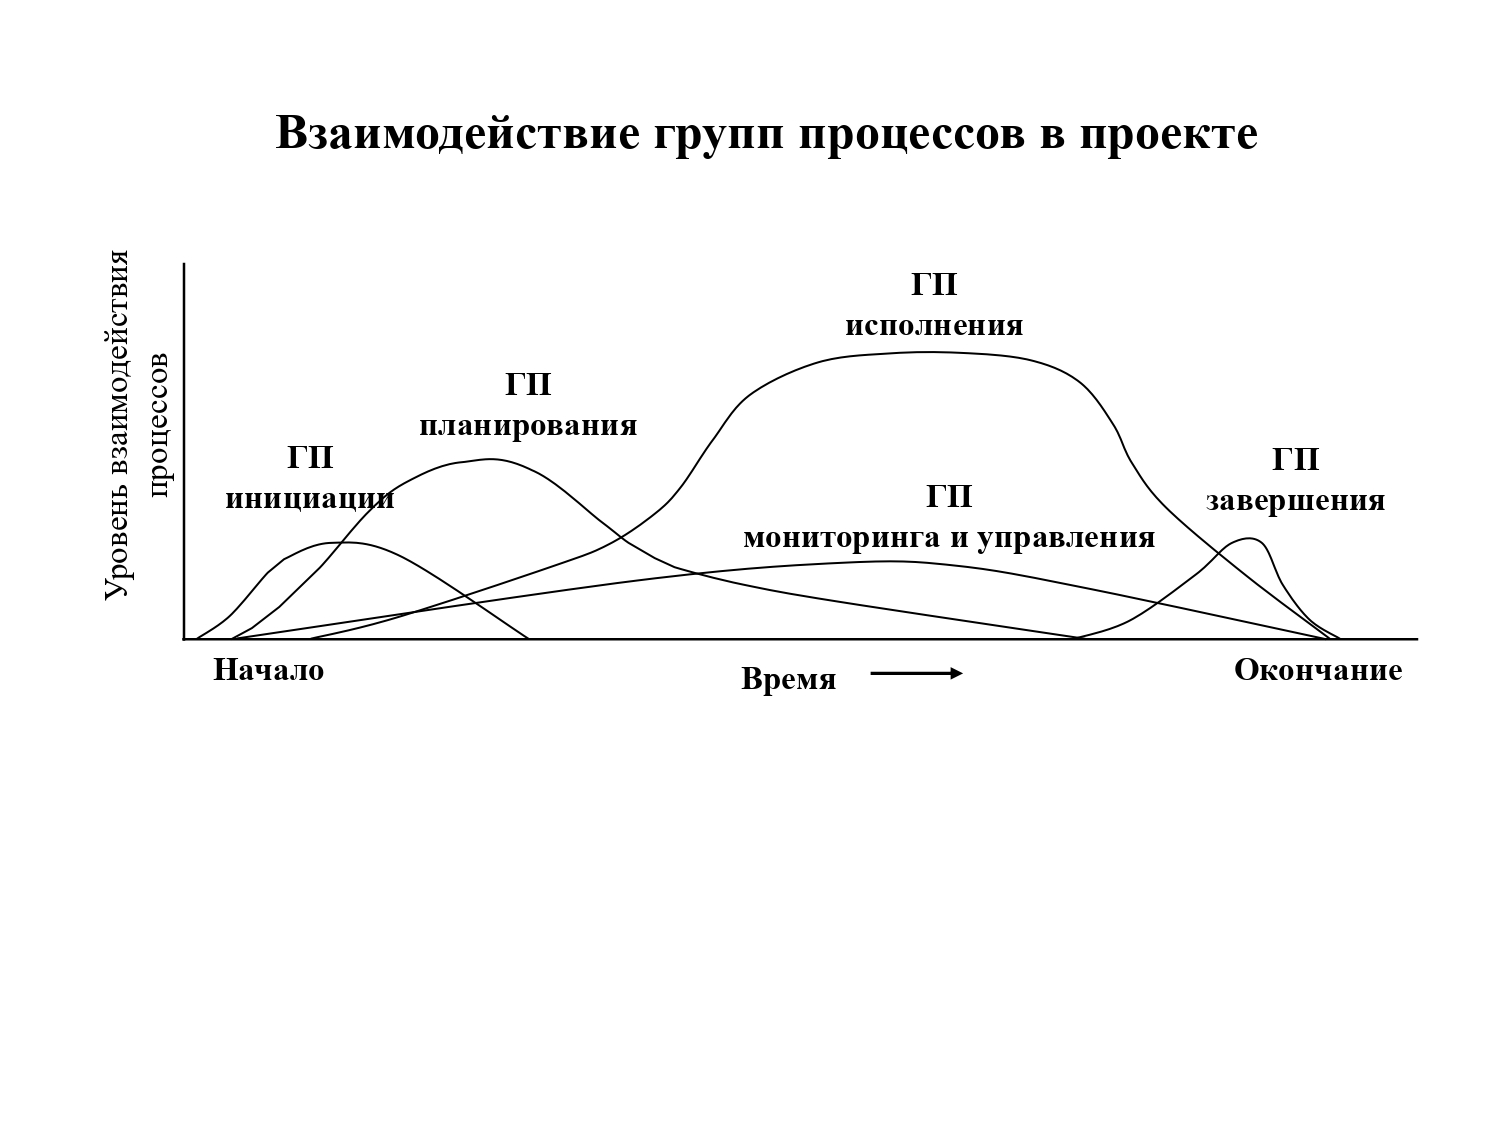 Взаимодействие групп процессов в проекте
Уровень взаимодействия
процессов
ГП
инициации
ГП
планирования
ГП
исполнения
ГП
мониторинга и управления
ГП
завершения
Начало
Время
Окончание